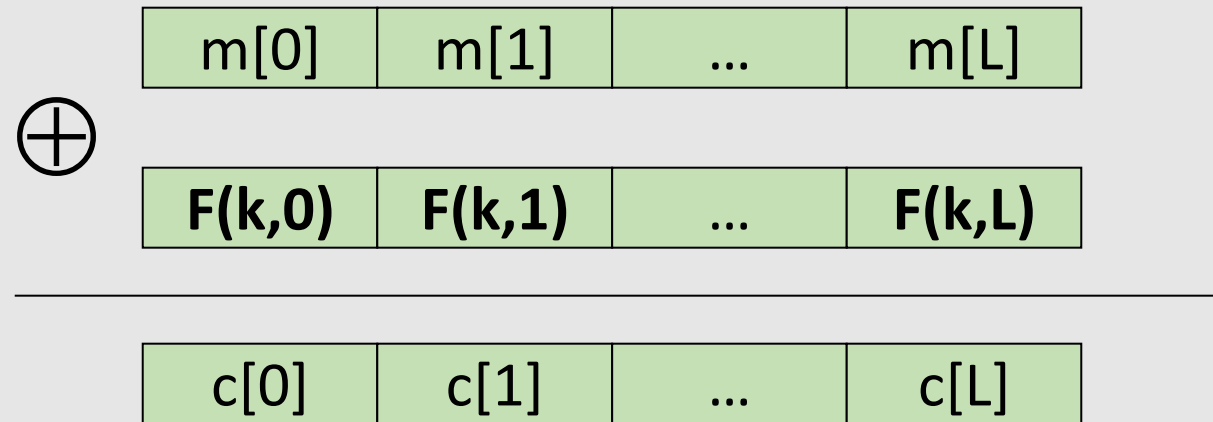 m[0] m[1] … m[L]
⊕
F(k,0) F(k,1) … F(k,L)
c[0] c[1] … c[L]